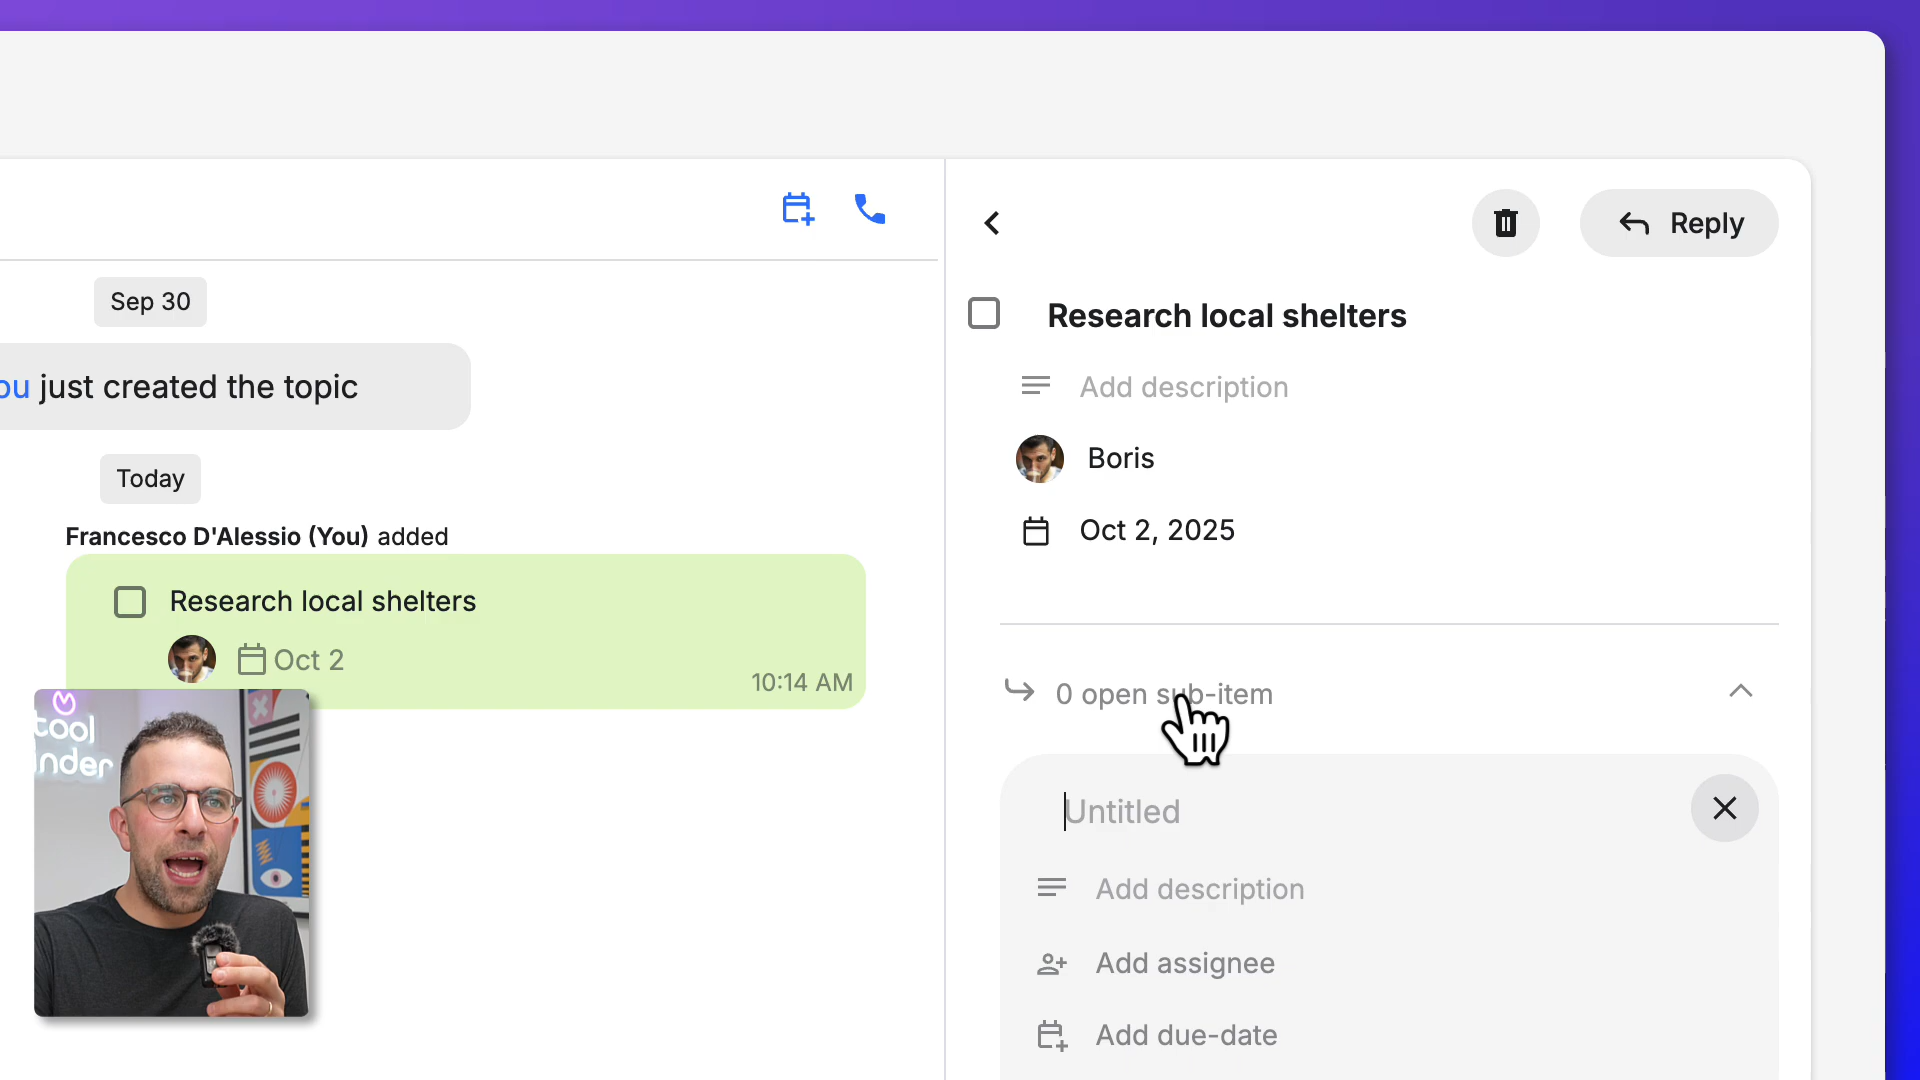 Reply
Sep 30
Research local shelters
ou just created the topic
Add description
Boris
Today
Oct 2, 2025
Francesco D'Alessio (You) added
Research local shelters
Oct 2
10:14 AM
0 open sub-item
tool
nder
Untitled
Add description
Add assignee
Add due-date